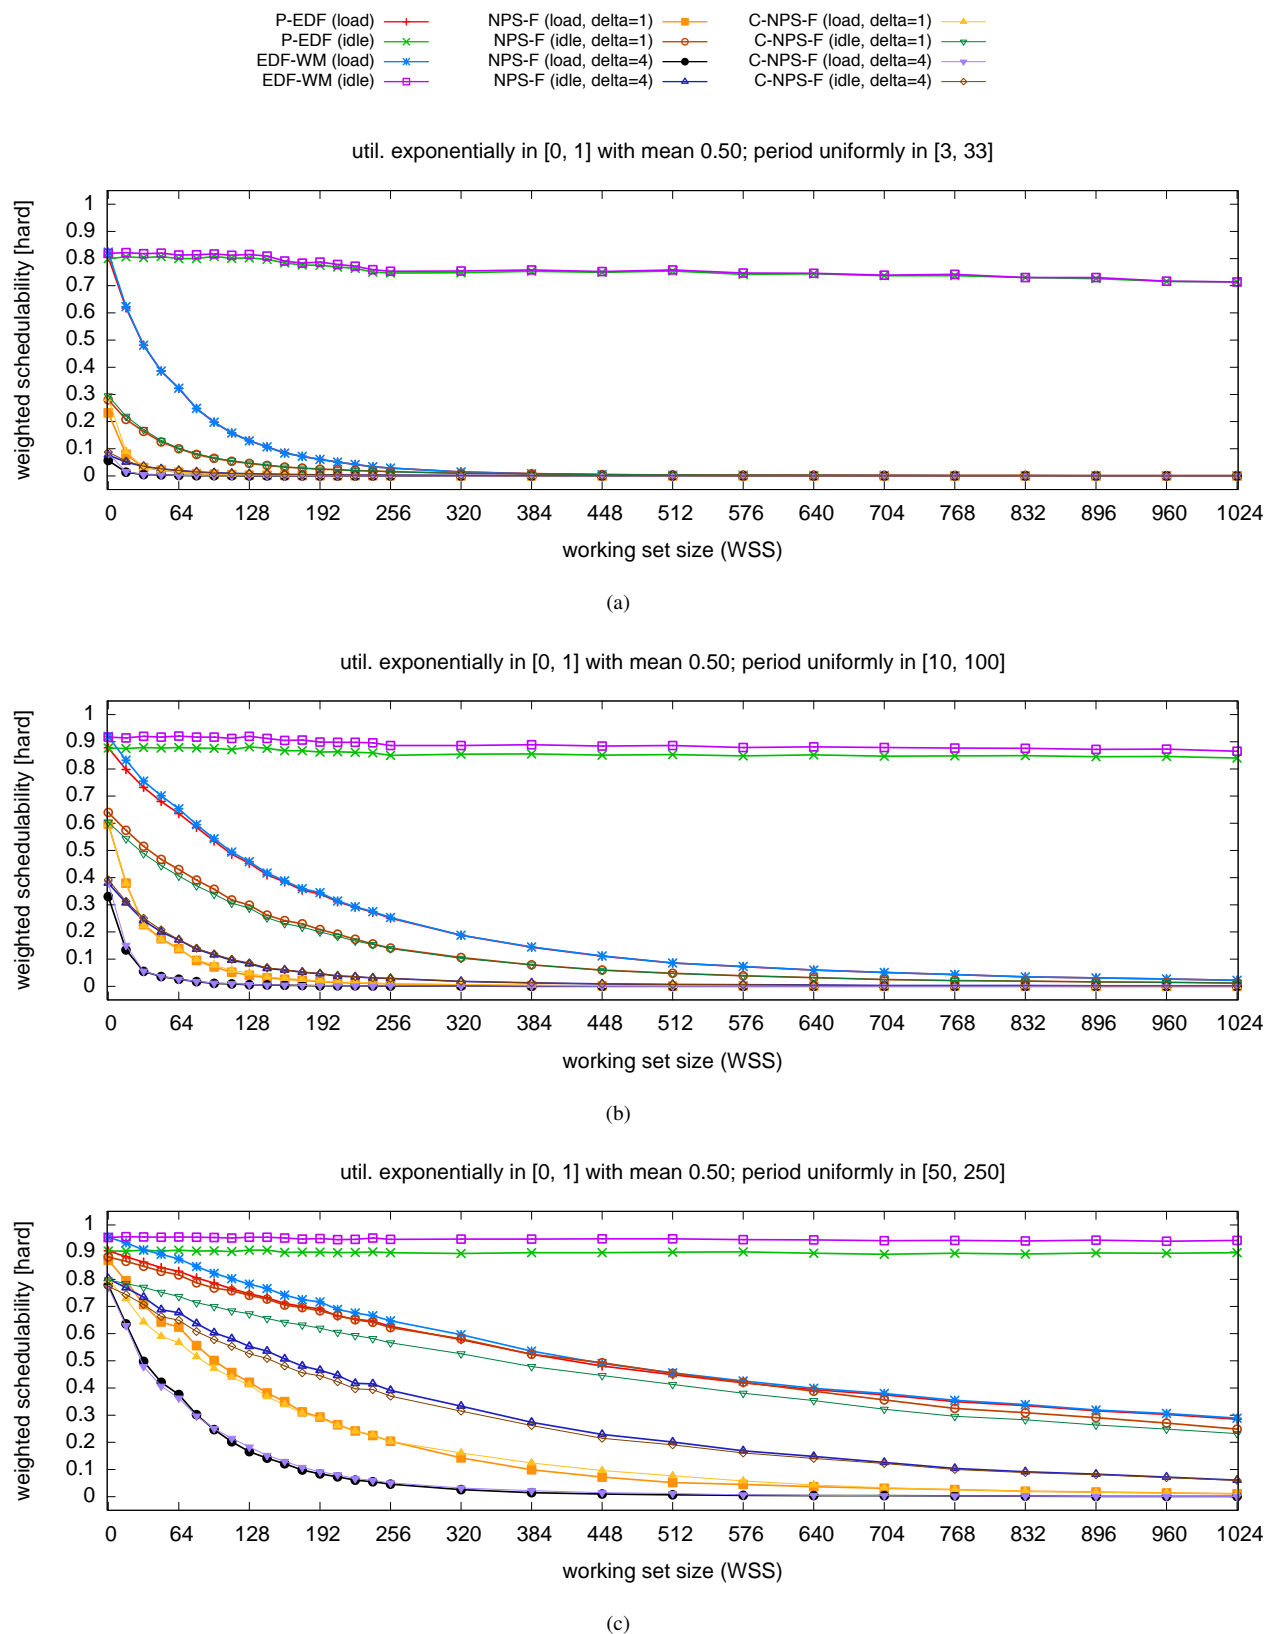 P-EDF (load) NPS-F (load, delta=1) C-NPS-F (load, delta=1)
P-EDF (idle) NPS-F (idle, delta=1) C-NPS-F (idle, delta=1)
EDF-WM (load) NPS-F (load, delta=4) C-NPS-F (load, delta=4)
EDF-WM (idle) NPS-F (idle, delta=4) C-NPS-F (idle, delta=4)
util. exponentially in [0, 1] with mean 0.50; period uniformly in [3, 33]
weighted schedulability [hard]
1
0.9
0.8
0.7
0.6
0.5
0.4
0.3
0.2
0.1
0
0 64 128 192 256 320 384 448 512 576 640 704 768 832 896 960 1024
working set size (WSS)
(a)
util. exponentially in [0, 1] with mean 0.50; period uniformly in [10, 100]
weighted schedulability [hard]
1
0.9
0.8
0.7
0.6
0.5
0.4
0.3
0.2
0.1
0
0 64 128 192 256 320 384 448 512 576 640 704 768 832 896 960 1024
working set size (WSS)
(b)
util. exponentially in [0, 1] with mean 0.50; period uniformly in [50, 250]
weighted schedulability [hard]
1
0.9
0.8
0.7
0.6
0.5
0.4
0.3
0.2
0.1
0
0 64 128 192 256 320 384 448 512 576 640 704 768 832 896 960 1024
working set size (WSS)
(c)